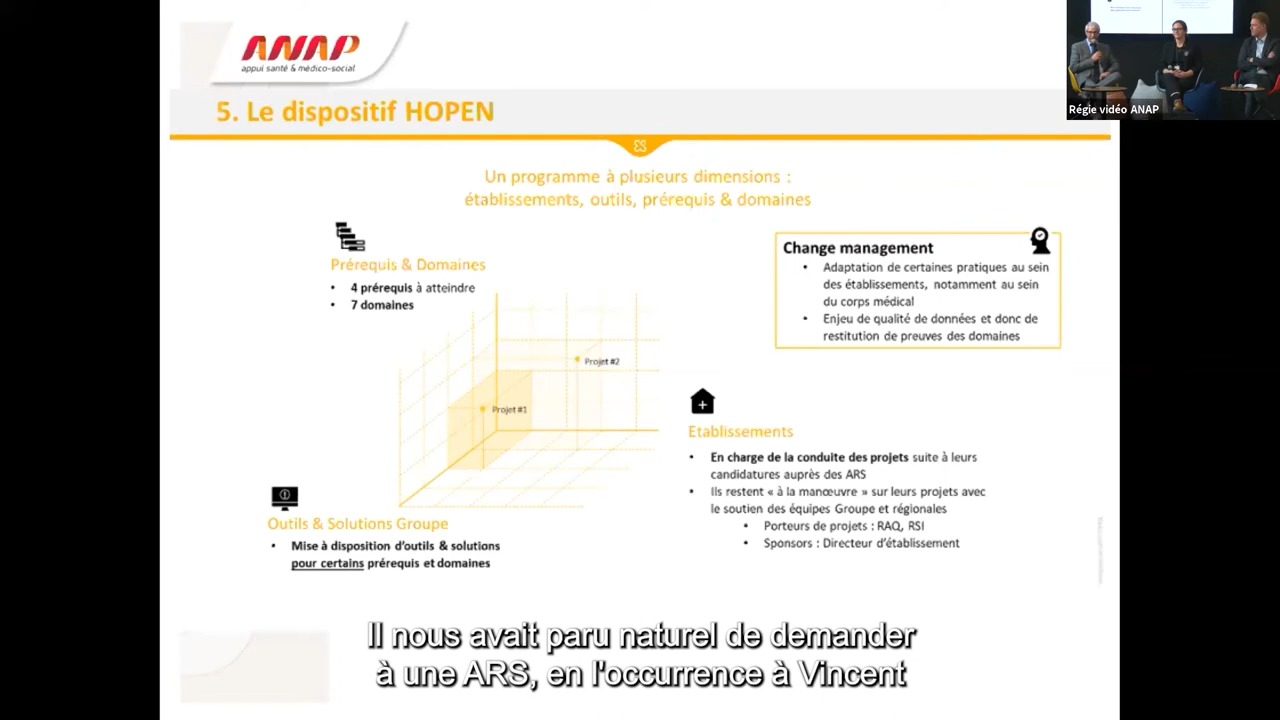 ANAP
appui santé & médico-social
Régie vidéo ANAP
5. Le dispositif HOPEN
Un programme à plusieurs dimensions :
établissements, outils, prérequis & domaines
Prérequis & Domaines
• 4 prérequis à atteindre
• 7 domaines
Change management
• Adaptation de certaines pratiques au sein
des établissements, notamment au sein
du corps médical
• Enjeu de qualité de données et donc de
restitution de preuves des domaines
Projet #2
Projet #1
Etablissements
• En charge de la conduite des projets suite à leurs
candidatures auprès des ARS
• Ils restent « à la manœuvre » sur leurs projets avec
le soutien des équipes Groupe et régionales
• Porteurs de projets : RAQ, RSI
• Sponsors : Directeur d'établissement
Outils & Solutions Groupe
• Mise à disposition d'outils & solutions
pour certains prérequis et domaines
Il nous avait paru naturel de demander
à une ARS, en l'occurrence à Vincent